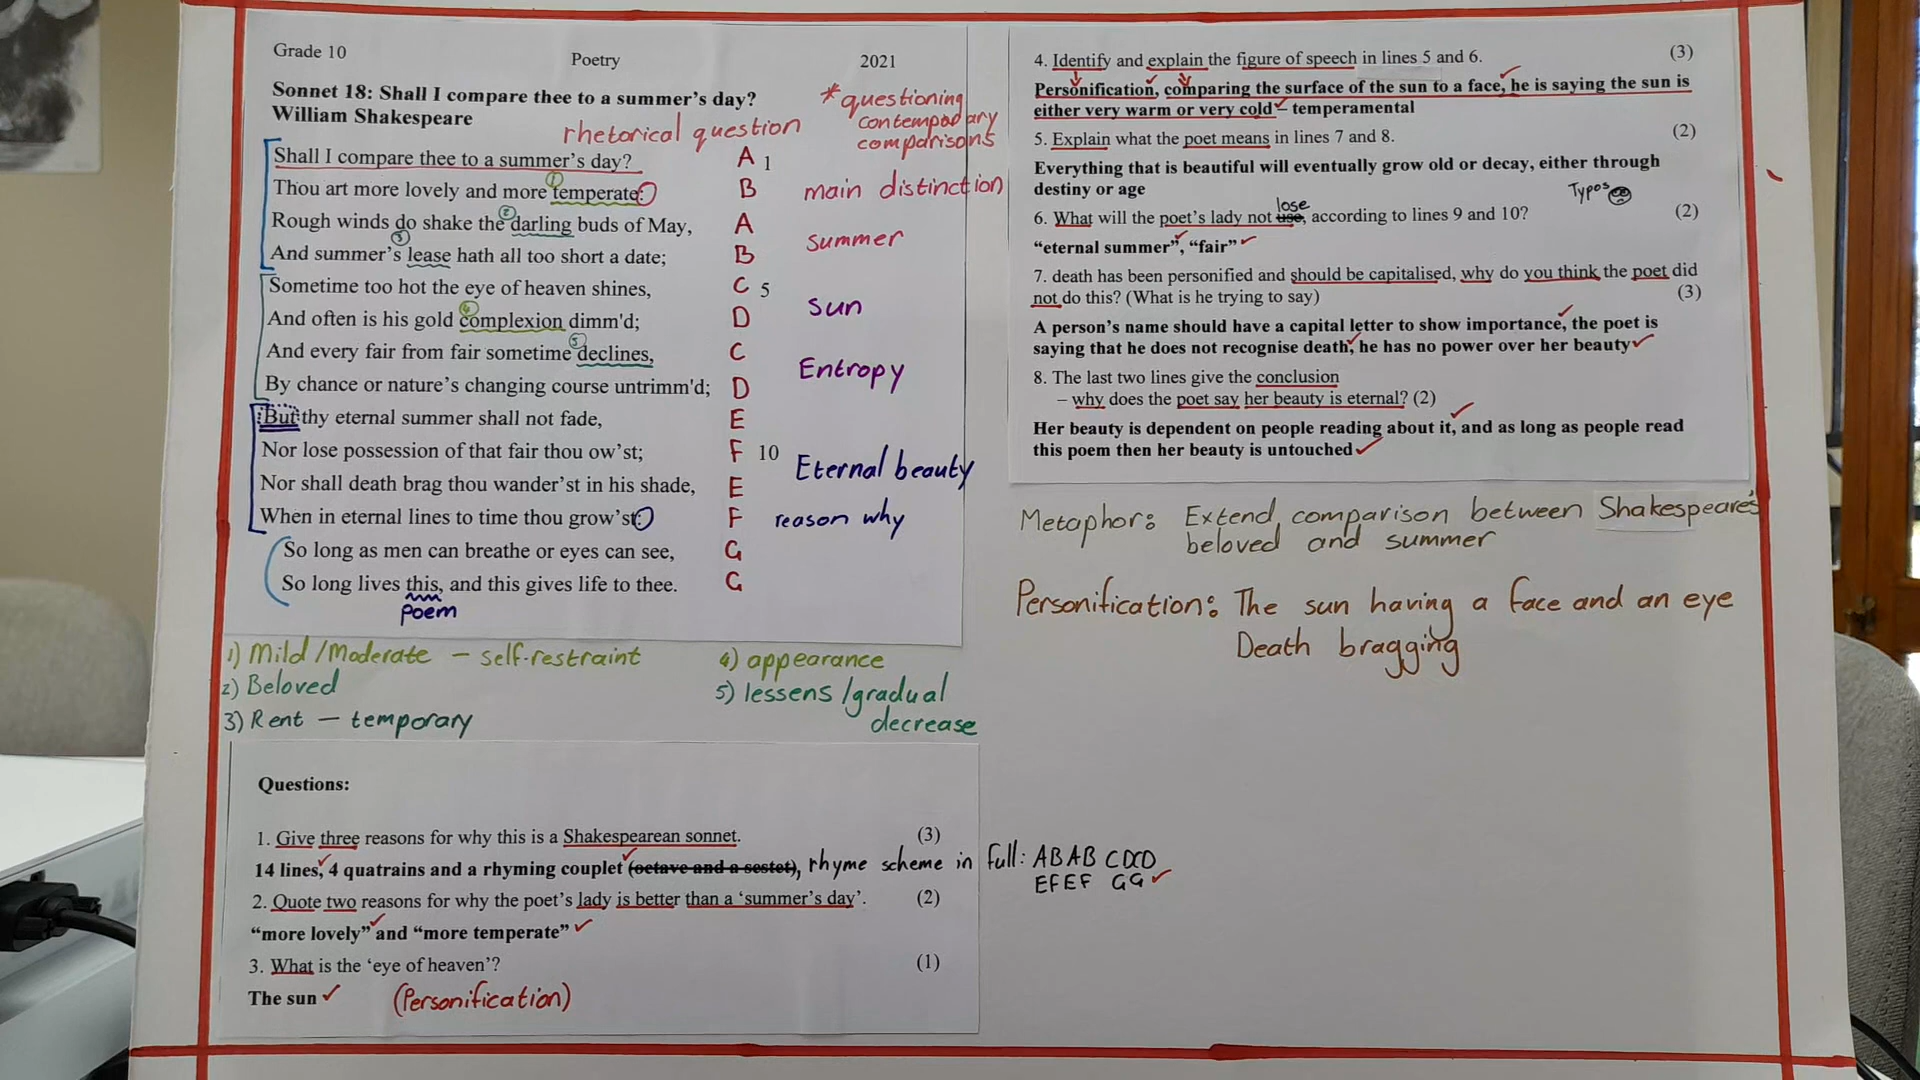 Grade 10 Poetry 2021
Sonnet 18: Shall I compare thee to a summer's day?
William Shakespeare
rhetorical question
*questioning
contemporary
comparisons
Shall I compare thee to a summer's day? A 1
Thou art more lovely and more temperate: B main distinction
Rough winds do shake the darling buds of May, A
And summer's lease hath all too short a date; B summer
Sometime too hot the eye of heaven shines, C 5
And often is his gold complexion dimm'd; D sun
And every fair from fair sometime declines, C
By chance or nature's changing course untrimm'd; D Entropy
But thy eternal summer shall not fade, E
Nor lose possession of that fair thou ow'st; F 10 Eternal beauty
Nor shall death brag thou wander'st in his shade, E
When in eternal lines to time thou grow'st: F reason why
So long as men can breathe or eyes can see, G
So long lives this, and this gives life to thee. G
poem
1) Mild/Moderate – self-restraint
2) Beloved
3) Rent – temporary
4) appearance
5) lessens/gradual
decrease
Questions:
1. Give three reasons for why this is a Shakespearean sonnet. (3)
14 lines, 4 quatrains and a rhyming couplet (octave and a sestet), rhyme scheme in full: ABAB CDCD
EFEF GG
2. Quote two reasons for why the poet's lady is better than a 'summer's day'. (2)
"more lovely" and "more temperate"
3. What is the 'eye of heaven'? (1)
The sun (Personification)
4. Identify and explain the figure of speech in lines 5 and 6. (3)
Personification, comparing the surface of the sun to a face, he is saying the sun is
either very warm or very cold – temperamental
5. Explain what the poet means in lines 7 and 8. (2)
Everything that is beautiful will eventually grow old or decay, either through
destiny or age
Typos
lose
6. What will the poet's lady not use, according to lines 9 and 10? (2)
"eternal summer", "fair"
7. death has been personified and should be capitalised, why do you think the poet did
not do this? (What is he trying to say) (3)
A person's name should have a capital letter to show importance, the poet is
saying that he does not recognise death, he has no power over her beauty
8. The last two lines give the conclusion
– why does the poet say her beauty is eternal? (2)
Her beauty is dependent on people reading about it, and as long as people read
this poem then her beauty is untouched
Metaphor: Extend comparison between Shakespeare's
beloved and summer
Personification: The sun having a face and an eye
Death bragging